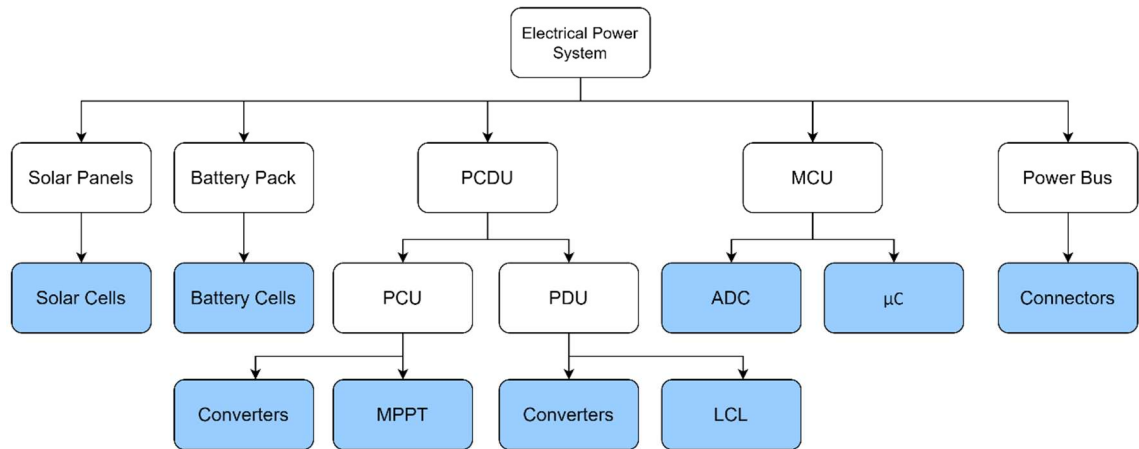 Electrical Power
System
Solar Panels
Battery Pack
PCDU
MCU
Power Bus
Solar Cells
Battery Cells
PCU
PDU
ADC
μC
Connectors
Converters
MPPT
Converters
LCL